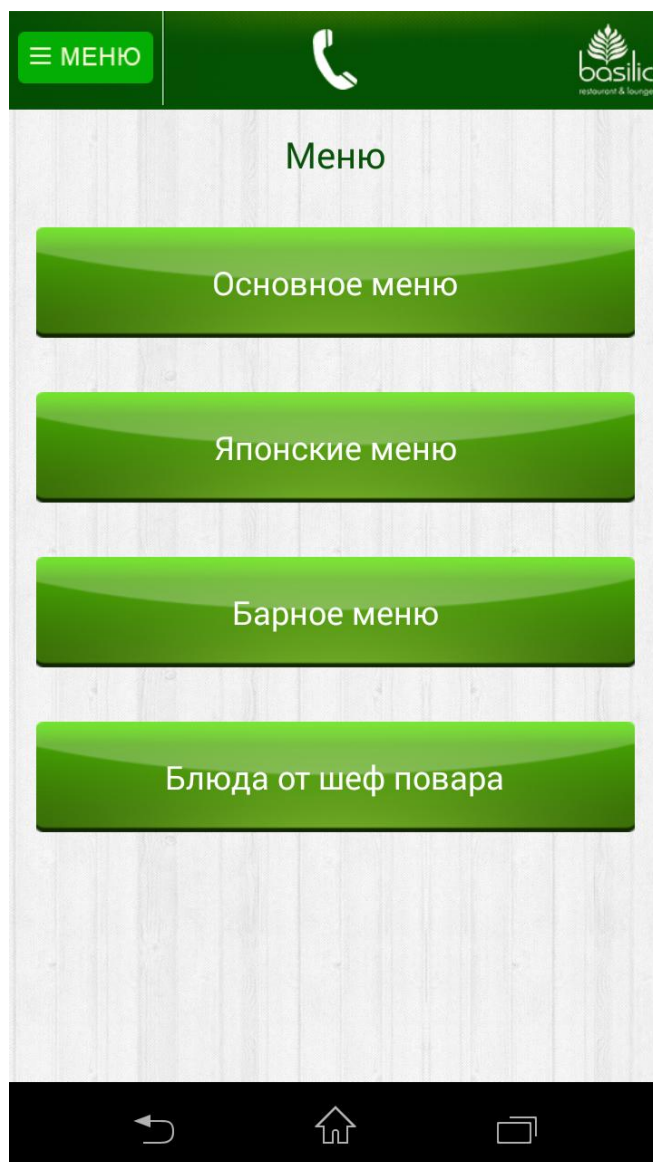 ≡ МЕНЮ
basilic
restaurant & lounge
Меню
Основное меню
Японские меню
Барное меню
Блюда от шеф повара